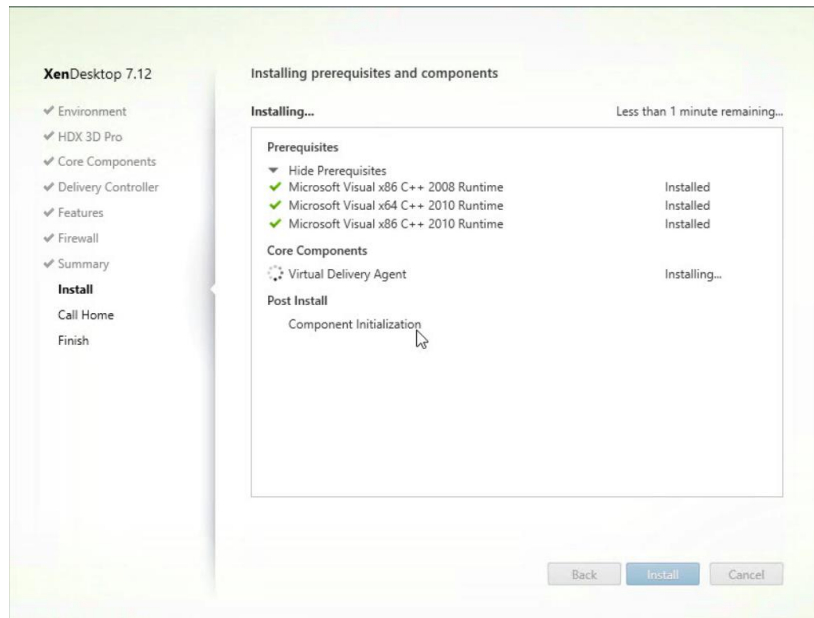 XenDesktop 7.12
Environment
HDX 3D Pro
Core Components
Delivery Controller
Features
Firewall
Summary
Install
Call Home
Finish
Installing prerequisites and components
Installing... Less than 1 minute remaining...
Prerequisites
Hide Prerequisites
Microsoft Visual x86 C++ 2008 Runtime Installed
Microsoft Visual x64 C++ 2010 Runtime Installed
Microsoft Visual x86 C++ 2010 Runtime Installed
Core Components
Virtual Delivery Agent Installing...
Post Install
Component Initialization
Back Install Cancel